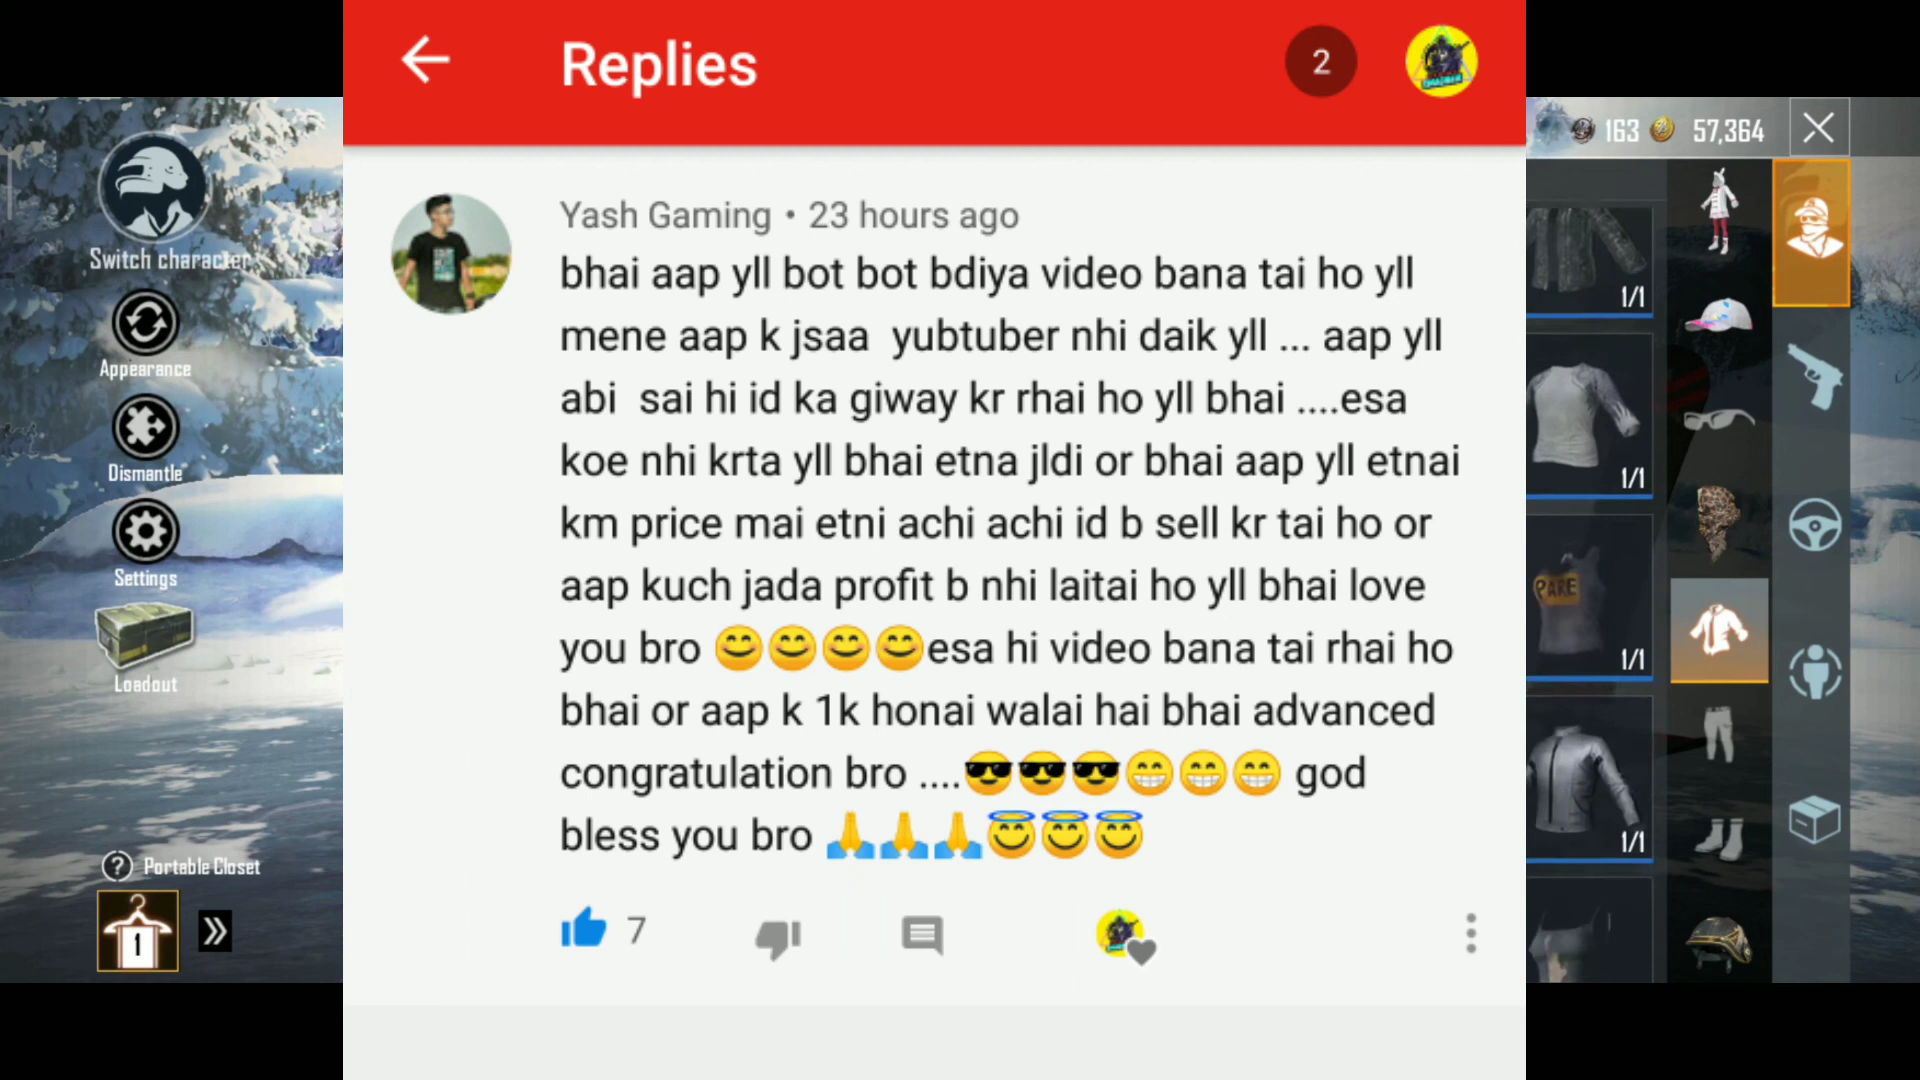 Replies
2
163
57,364
Switch character
Appearance
Dismantle
Settings
Loadout
Portable Closet
1
Yash Gaming • 23 hours ago
bhai aap yll bot bot bdiya video bana tai ho yll
mene aap k jsaa yubtuber nhi daik yll ... aap yll
abi sai hi id ka giway kr rhai ho yll bhai ....esa
koe nhi krta yll bhai etna jldi or bhai aap yll etnai
km price mai etni achi achi id b sell kr tai ho or
aap kuch jada profit b nhi laitai ho yll bhai love
you bro 😊😊😊😊esa hi video bana tai rhai ho
bhai or aap k 1k honai walai hai bhai advanced
congratulation bro ....😎😎😎😁😁😁 god
bless you bro 🙏🙏🙏😇😇😇
7
1/1
1/1
PARE
1/1
1/1